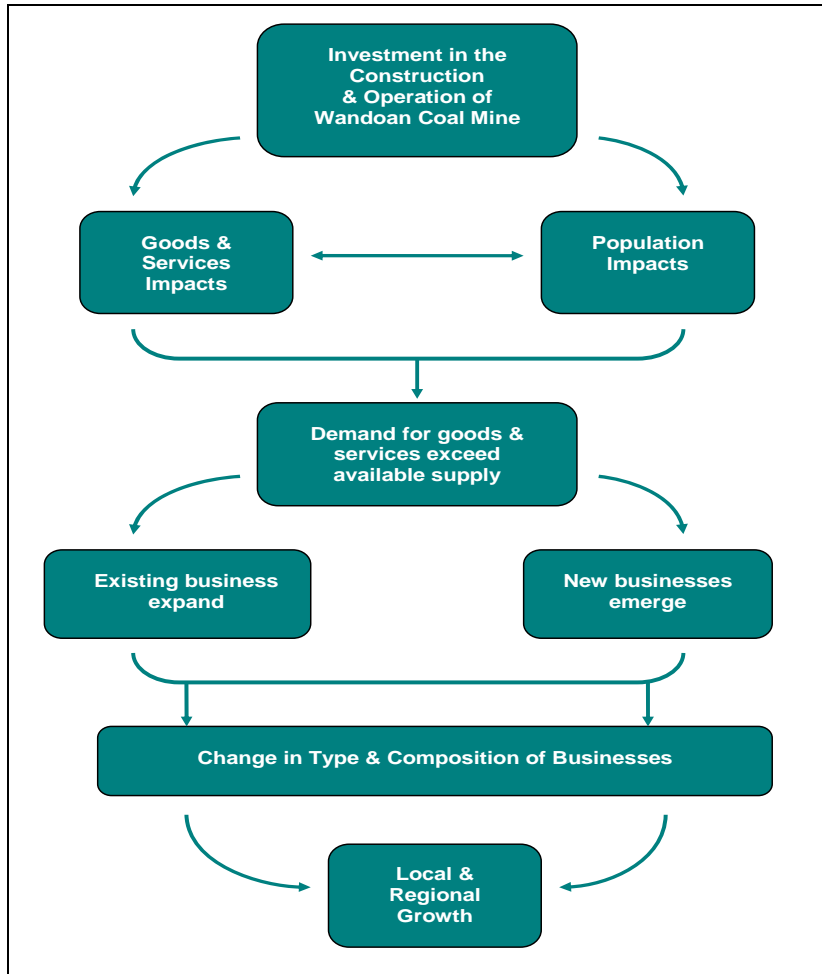 Investment in the
Construction
& Operation of
Wandoan Coal Mine
Goods &
Services
Impacts
Population
Impacts
Demand for goods &
services exceed
available supply
Existing business
expand
New businesses
emerge
Change in Type & Composition of Businesses
Local &
Regional
Growth